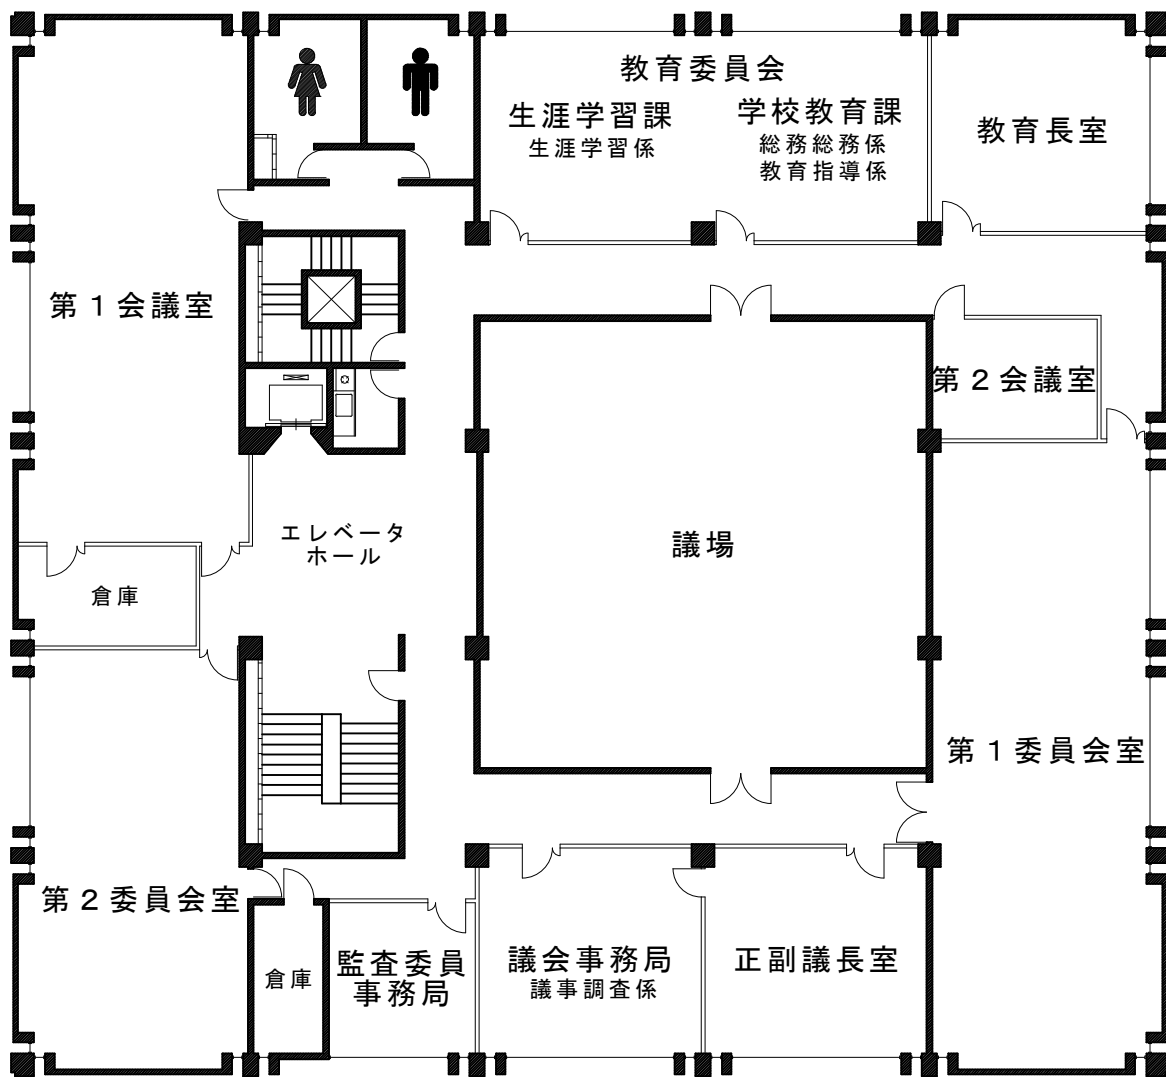 教育委員会
生涯学習課
生涯学習係
学校教育課
総務総務係
教育指導係
教育長室
第１会議室
第２会議室
エレベータ
ホール
議場
倉庫
第１委員会室
第２委員会室
倉庫
監査委員
事務局
議会事務局
議事調査係
正副議長室